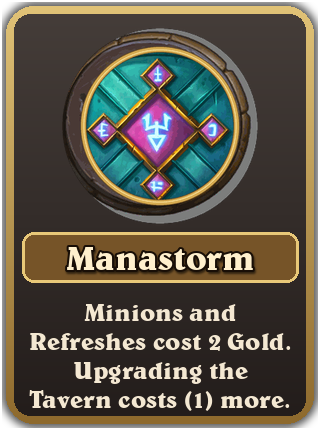 Manastorm
Minions and
Refreshes cost 2 Gold.
Upgrading the
Tavern costs (1) more.